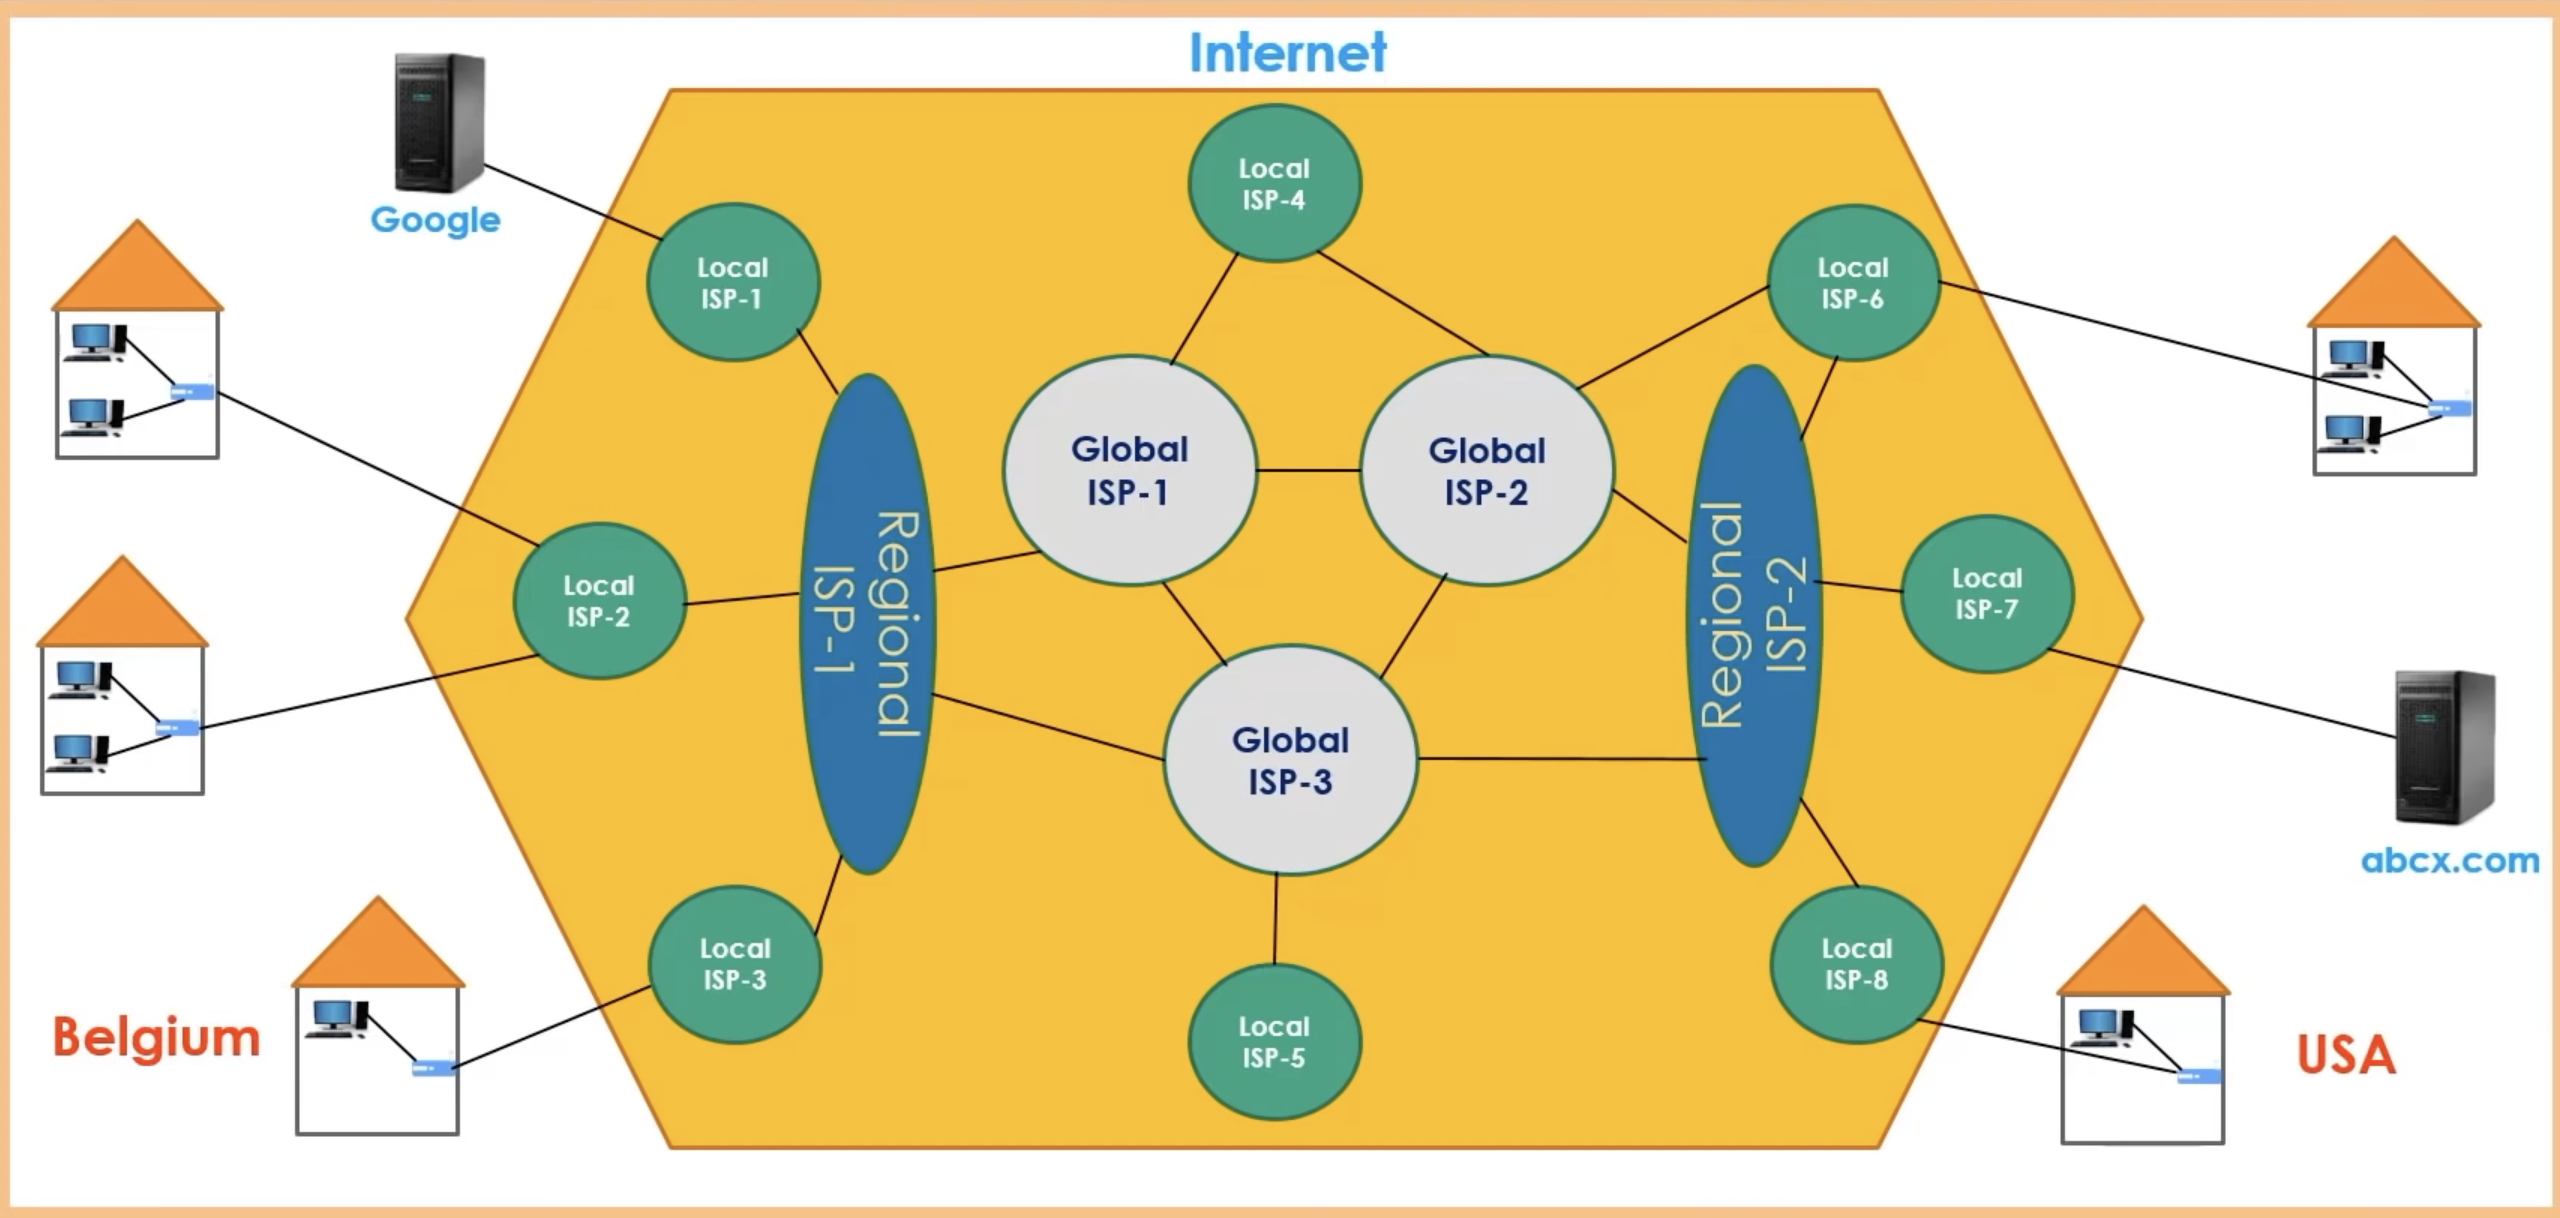 Internet
Google
Local
ISP-4
Local
ISP-1
Local
ISP-6
Global
ISP-1
Global
ISP-2
Regional
ISP-1
Regional
ISP-2
Local
ISP-2
Local
ISP-7
Global
ISP-3
abcx.com
Local
ISP-3
Local
ISP-8
Belgium
Local
ISP-5
USA